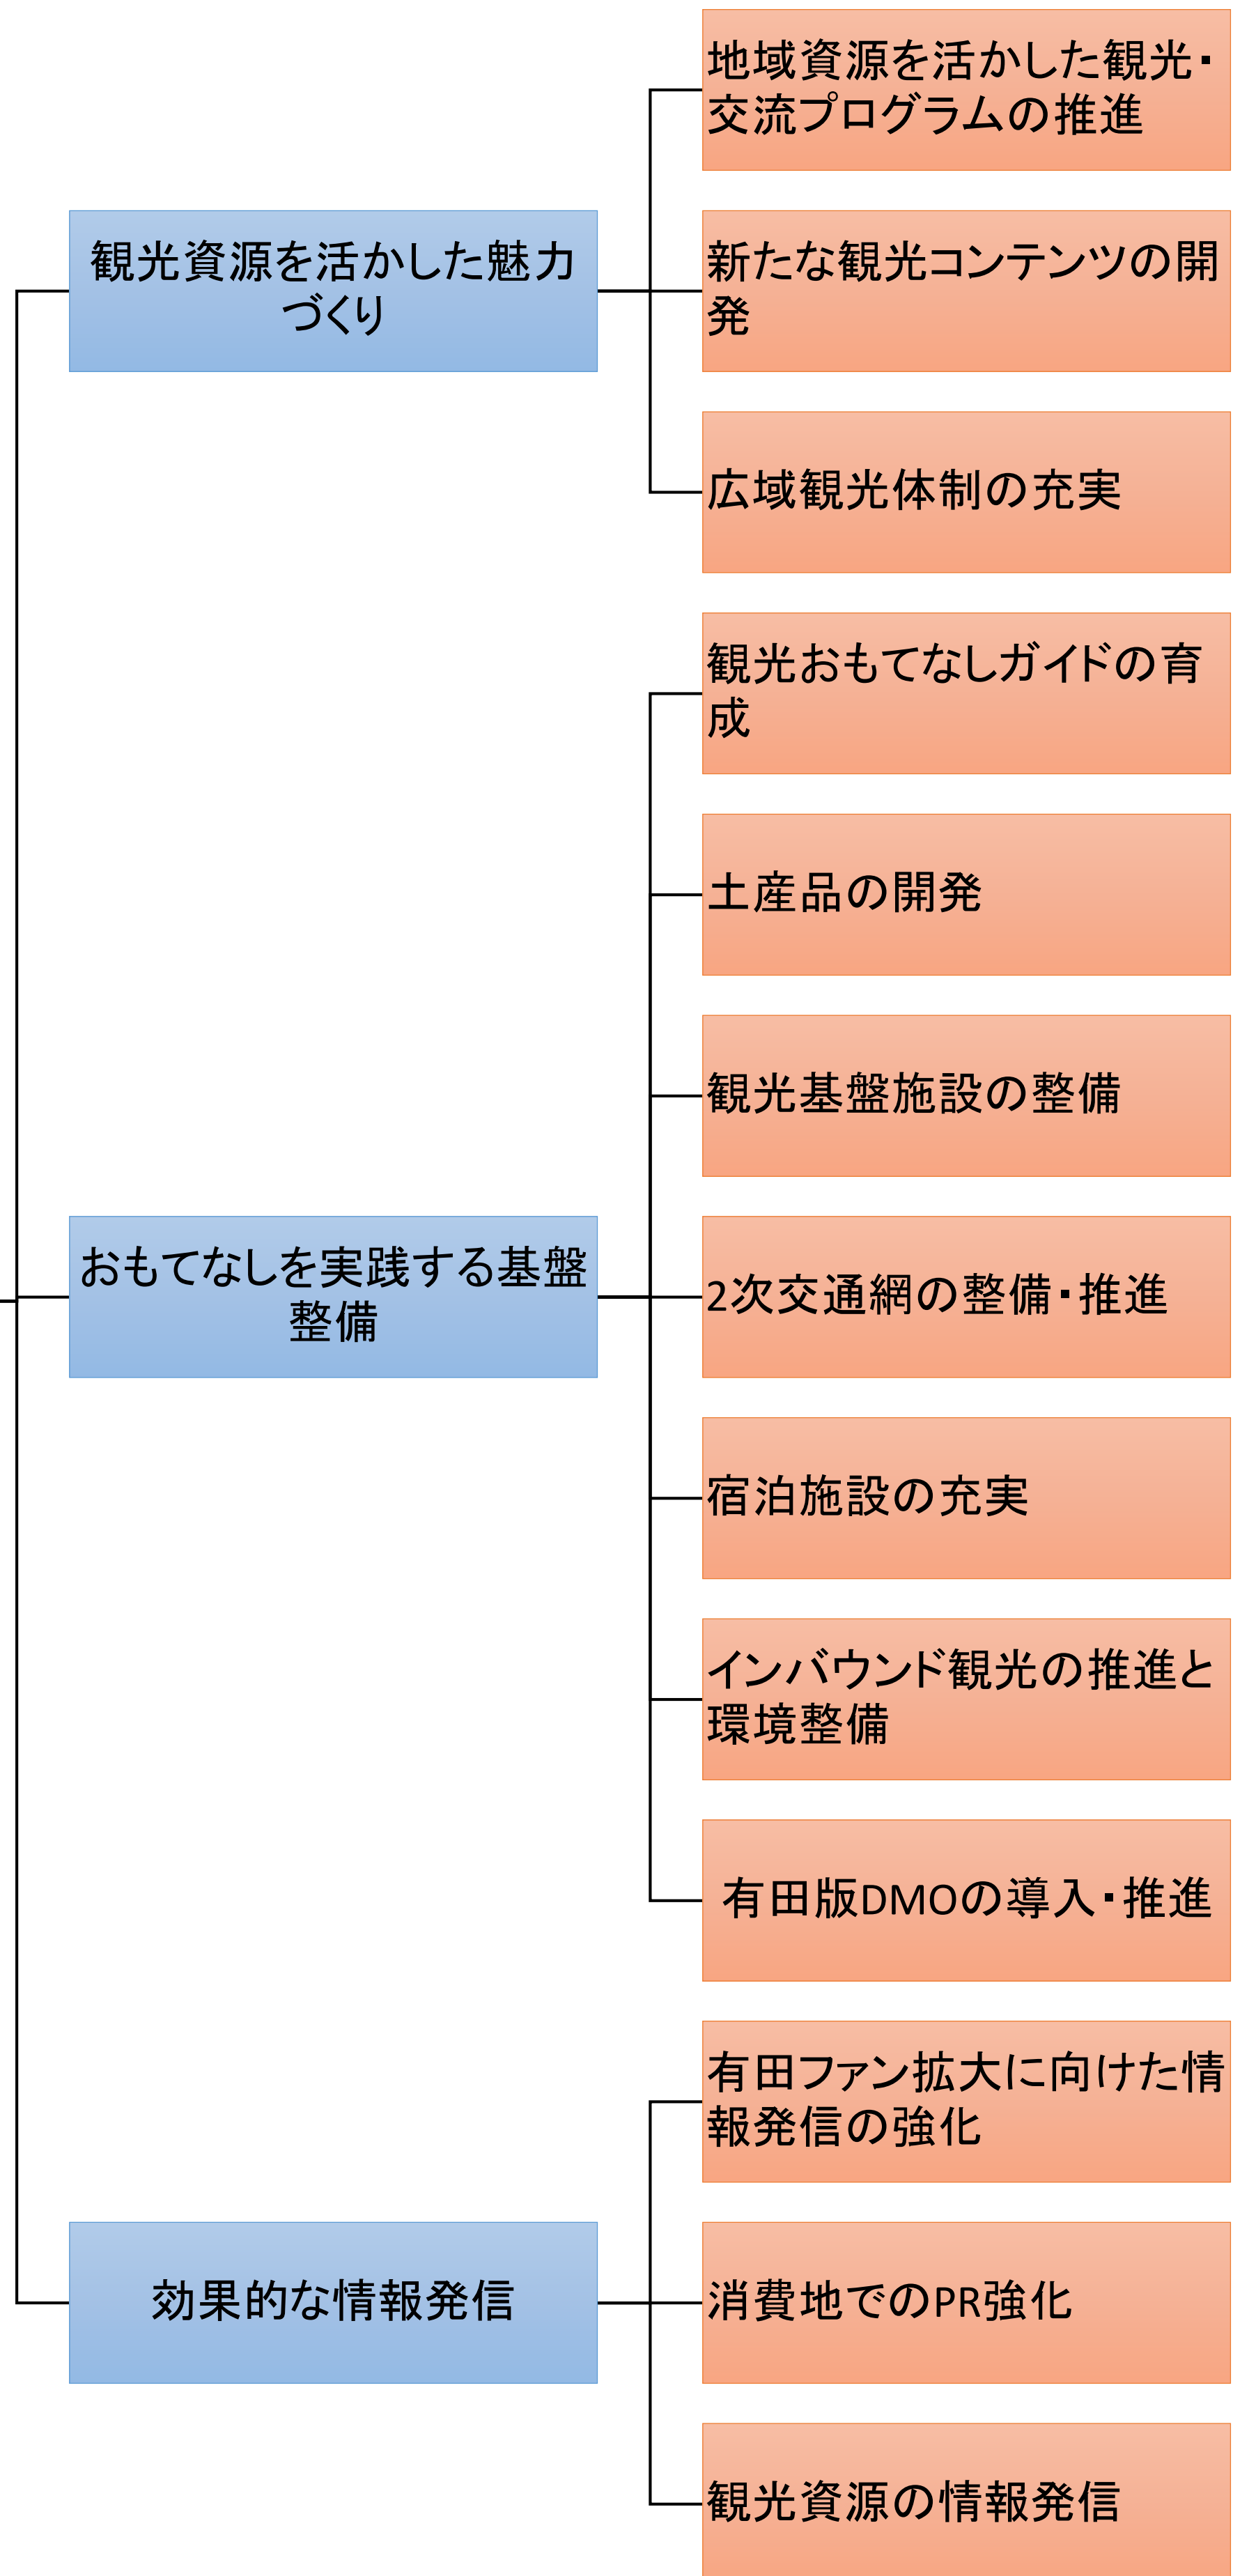 観光資源を活かした魅力
づくり
地域資源を活かした観光・
交流プログラムの推進
新たな観光コンテンツの開
発
広域観光体制の充実
おもてなしを実践する基盤
整備
観光おもてなしガイドの育
成
土産品の開発
観光基盤施設の整備
2次交通網の整備・推進
宿泊施設の充実
インバウンド観光の推進と
環境整備
有田版DMOの導入・推進
効果的な情報発信
有田ファン拡大に向けた情
報発信の強化
消費地でのPR強化
観光資源の情報発信